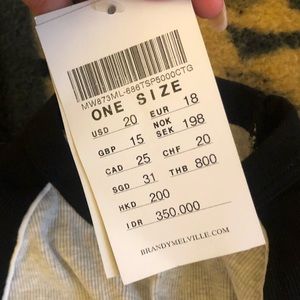 MW873ML-686TSP5000CTG
ONE SIZE
USD 20 EUR 18
GBP 15 NOK SEK 198
CAD 25 CHF 20
SGD 31 THB 800
HKD 200
IDR 350.000
BRANDYMELVILLE.COM